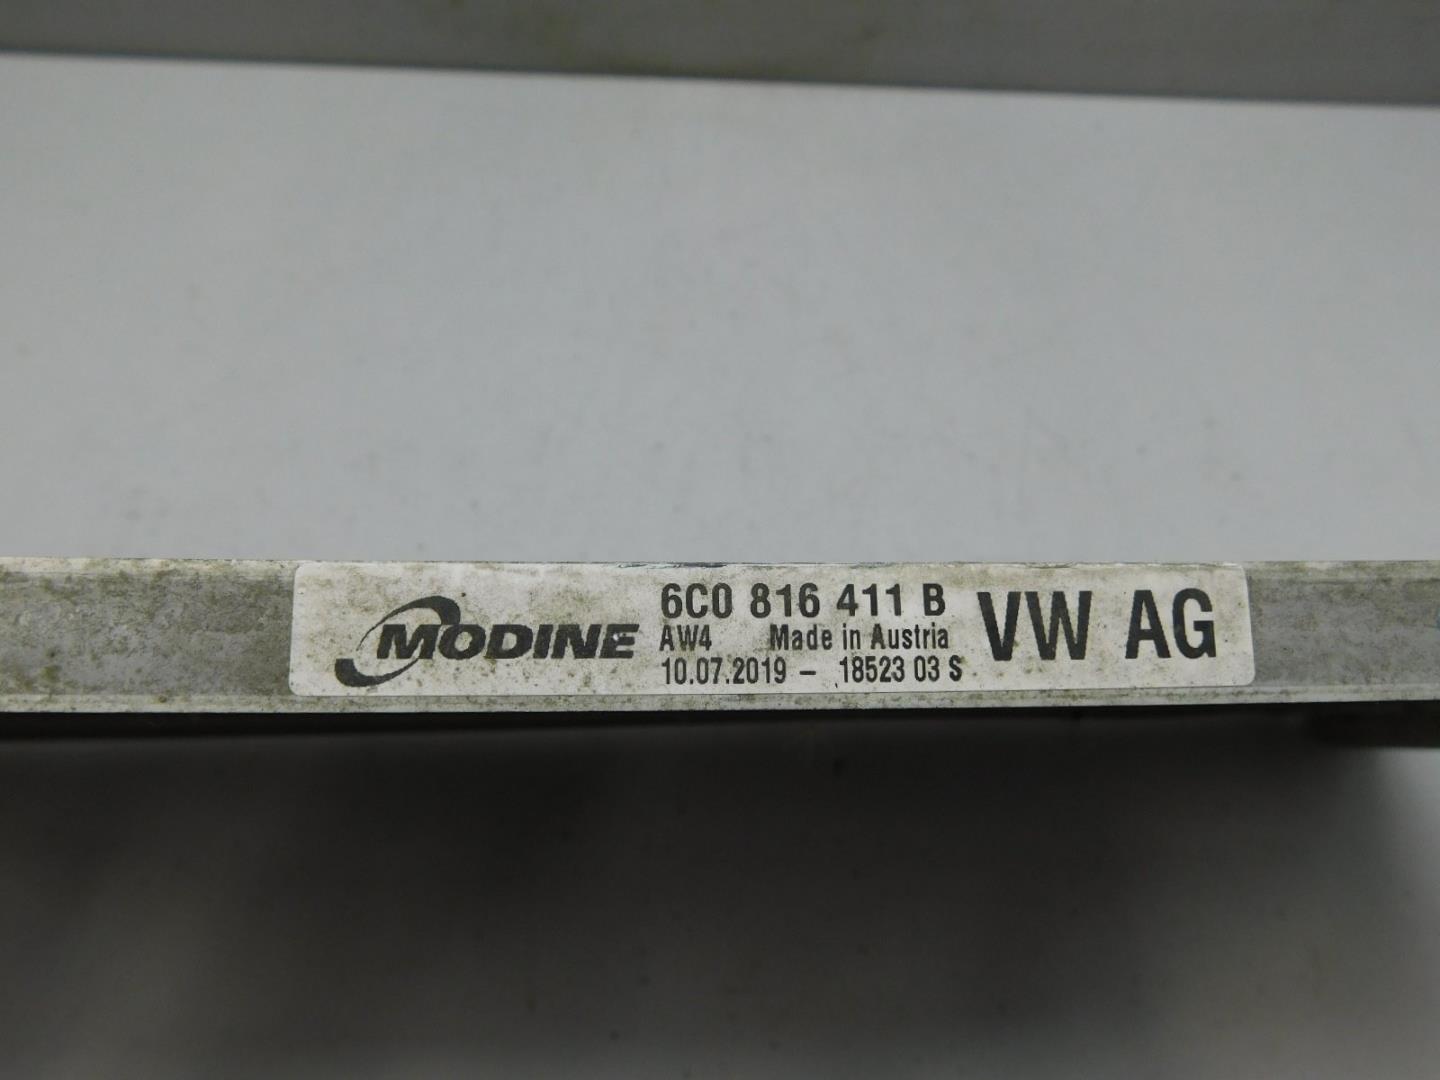 MODINE
6C0 816 411 B
AW4 Made in Austria
10.07.2019 - 18523 03 S
VW AG